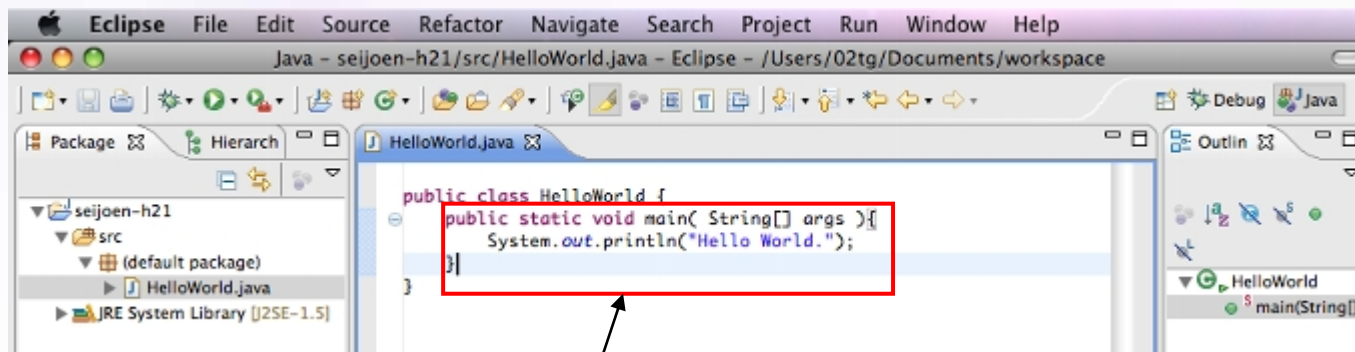 Eclipse File Edit Source Refactor Navigate Search Project Run Window Help
Java – seijoen-h21/src/HelloWorld.java – Eclipse – /Users/02tg/Documents/workspace
Debug Java
Package Hierarch
HelloWorld.java
Outlin
seijoen-h21
src
(default package)
HelloWorld.java
JRE System Library [J2SE-1.5]
public class HelloWorld {
public static void main( String[] args ){
System.out.println("Hello World.");
}
}
HelloWorld
main(String[]